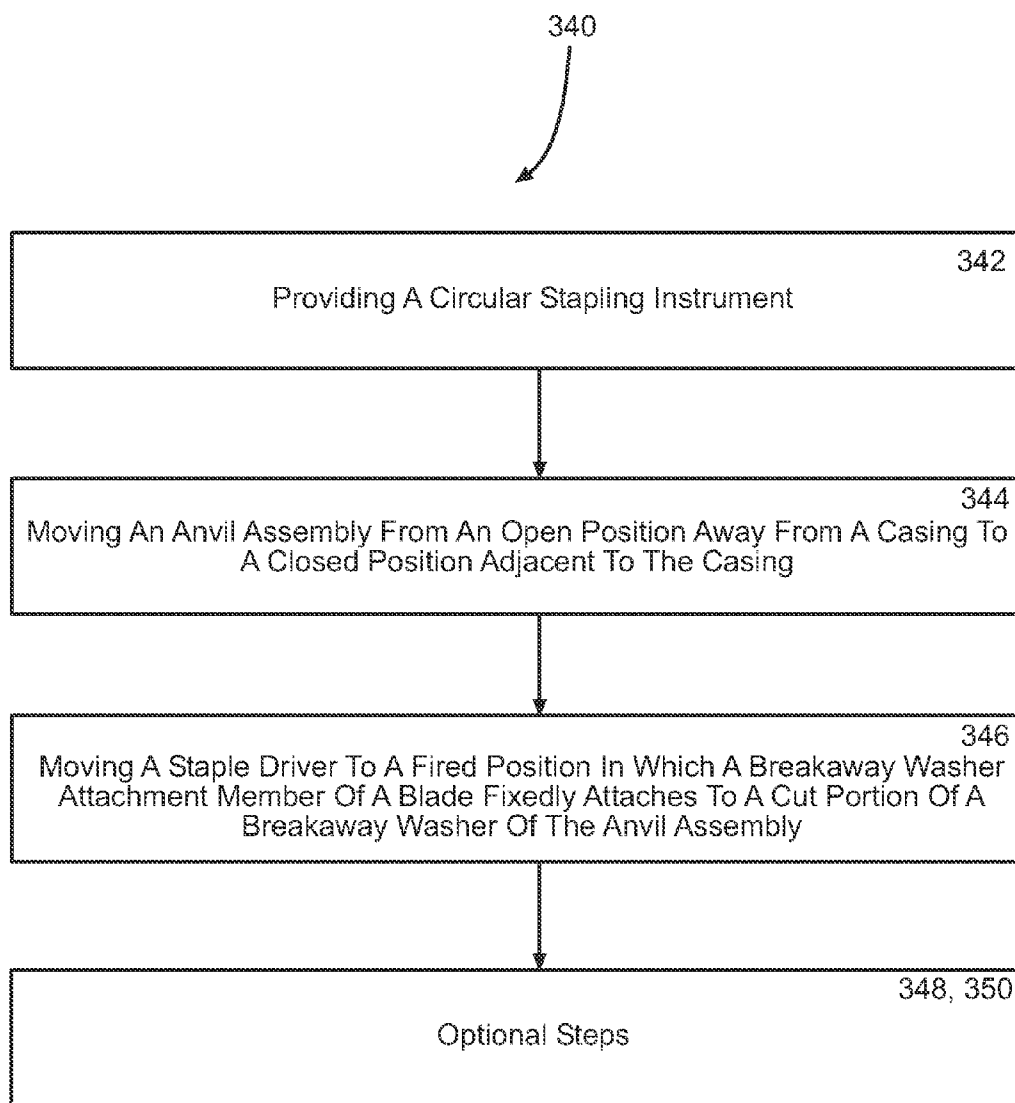 340
342
Providing A Circular Stapling Instrument
344
Moving An Anvil Assembly From An Open Position Away From A Casing To
A Closed Position Adjacent To The Casing
346
Moving A Staple Driver To A Fired Position In Which A Breakaway Washer
Attachment Member Of A Blade Fixedly Attaches To A Cut Portion Of A
Breakaway Washer Of The Anvil Assembly
348, 350
Optional Steps